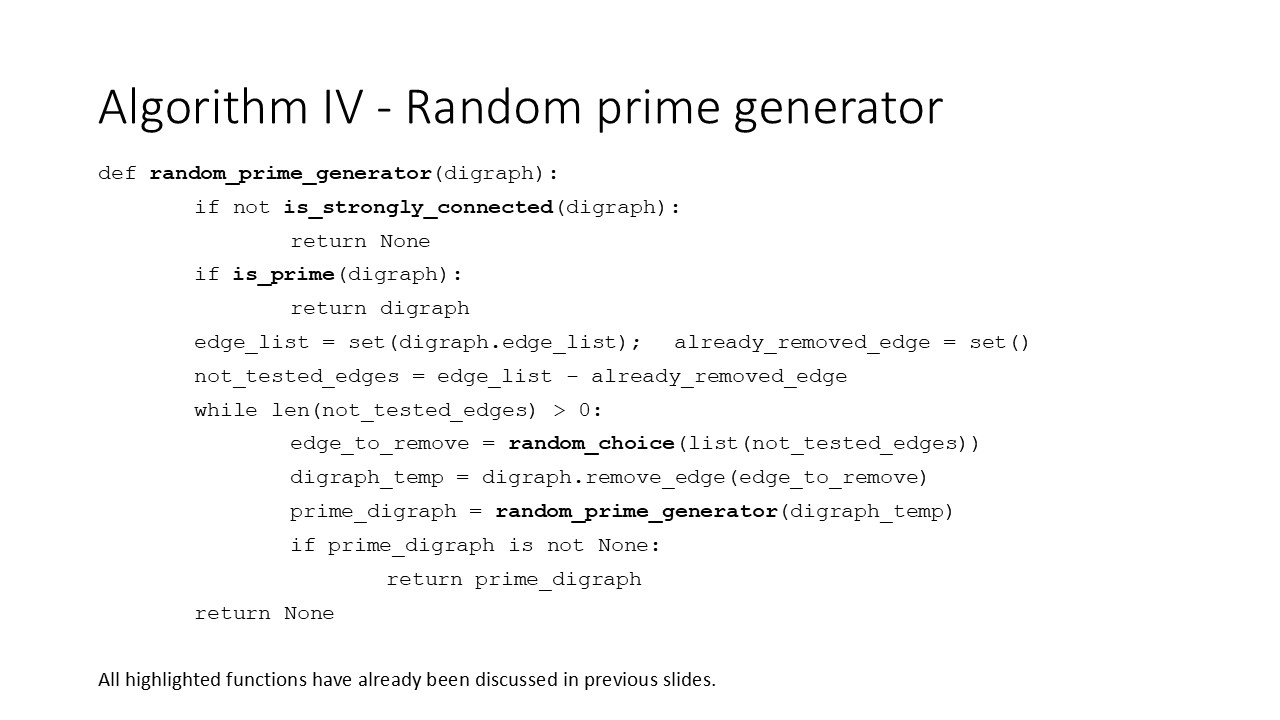 Algorithm IV - Random prime generator
def random_prime_generator(digraph):
if not is_strongly_connected(digraph):
return None
if is_prime(digraph):
return digraph
edge_list = set(digraph.edge_list); already_removed_edge = set()
not_tested_edges = edge_list – already_removed_edge
while len(not_tested_edges) > 0:
edge_to_remove = random_choice(list(not_tested_edges))
digraph_temp = digraph.remove_edge(edge_to_remove)
prime_digraph = random_prime_generator(digraph_temp)
if prime_digraph is not None:
return prime_digraph
return None
All highlighted functions have already been discussed in previous slides.